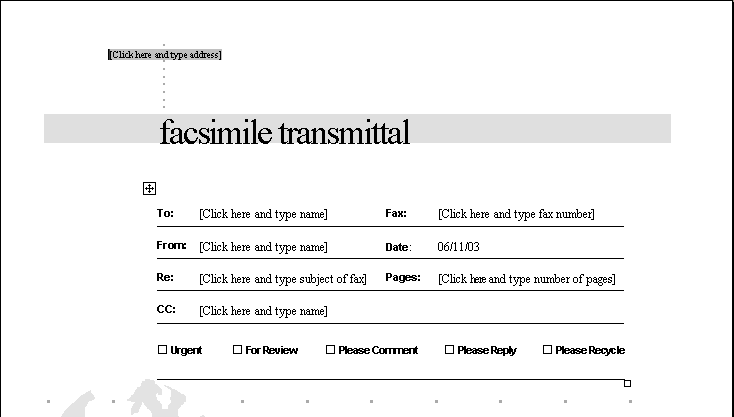 [Click here and type address]
facsimile transmittal
To: [Click here and type name] Fax: [Click here and type fax number]
From: [Click here and type name] Date: 06/11/03
Re: [Click here and type subject of fax] Pages: [Click here and type number of pages]
CC: [Click here and type name]
☐ Urgent ☐ For Review ☐ Please Comment ☐ Please Reply ☐ Please Recycle